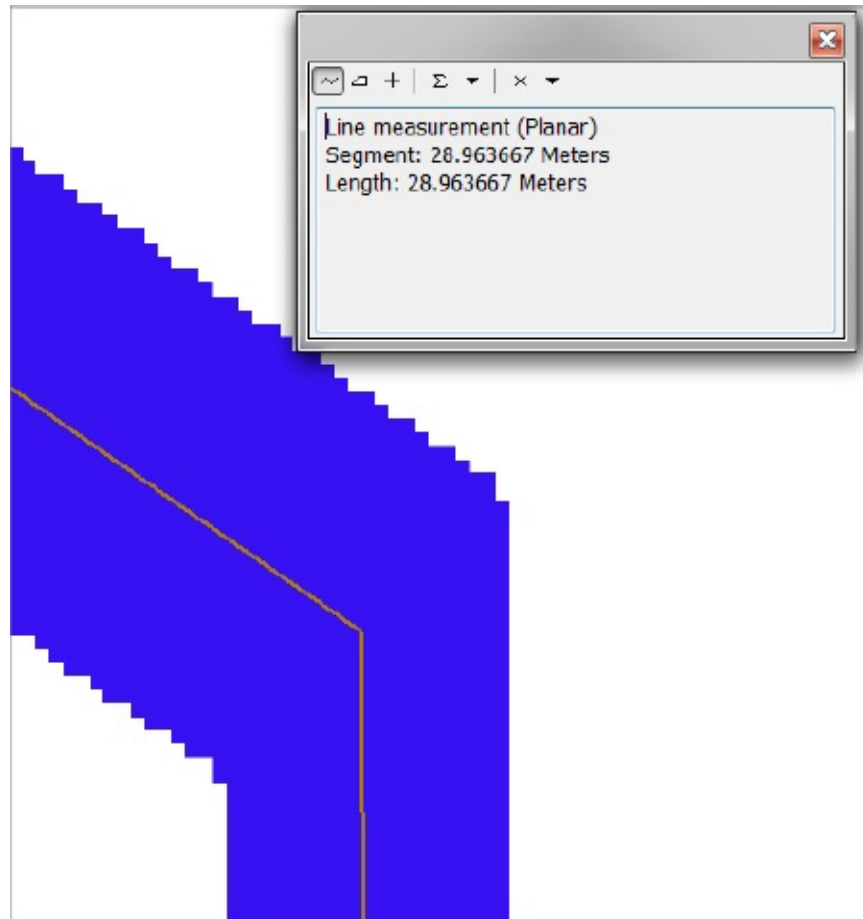 Line measurement (Planar)
Segment: 28.963667 Meters
Length: 28.963667 Meters